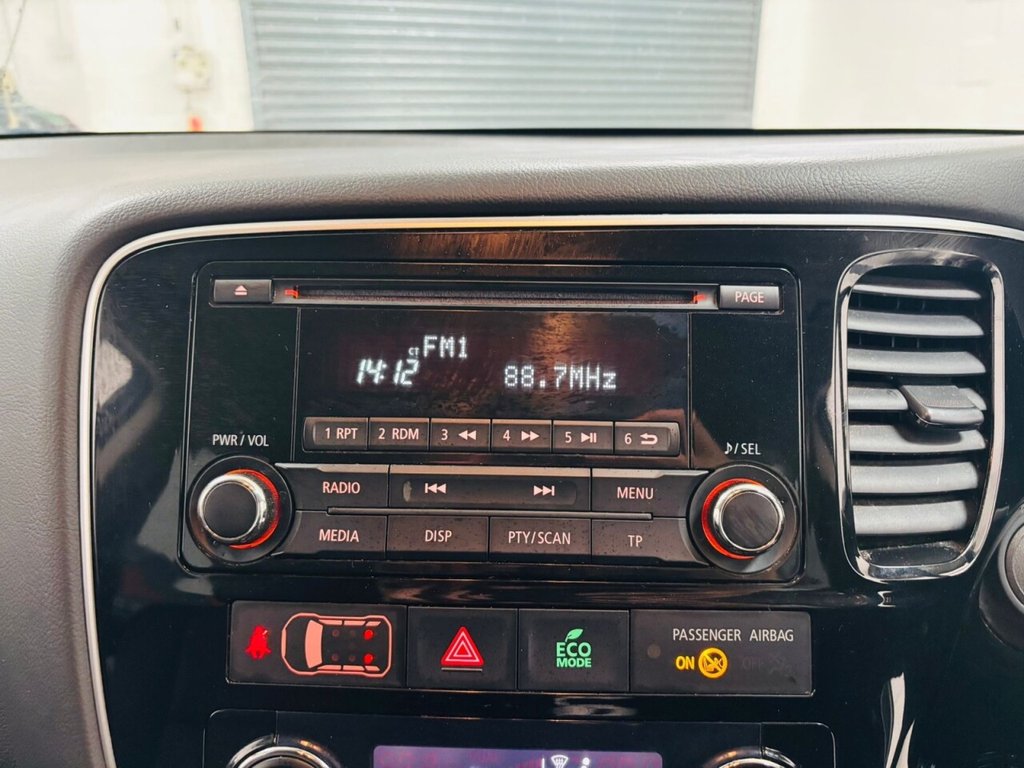 PAGE
CT FM1
14:12 88.7MHz
1 RPT 2 RDM 3 4 5 6
PWR/VOL
♪/SEL
RADIO MENU
MEDIA DISP PTY/SCAN TP
ECO
MODE
PASSENGER AIRBAG
ON OFF